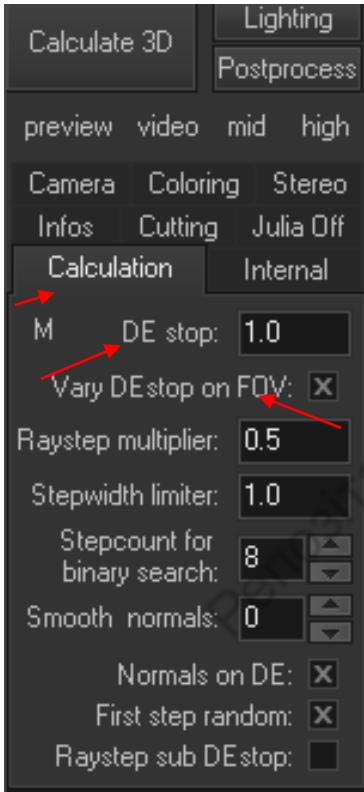 Calculate 3D
Lighting
Postprocess
preview video mid high
Camera Coloring Stereo
Infos Cutting Julia Off
Calculation Internal
M DE stop: 1.0
Vary DEstop on FOV: X
Raystep multiplier: 0.5
Stepwidth limiter: 1.0
Stepcount for
binary search: 8
Smooth normals: 0
Normals on DE: X
First step random: X
Raystep sub DEstop: